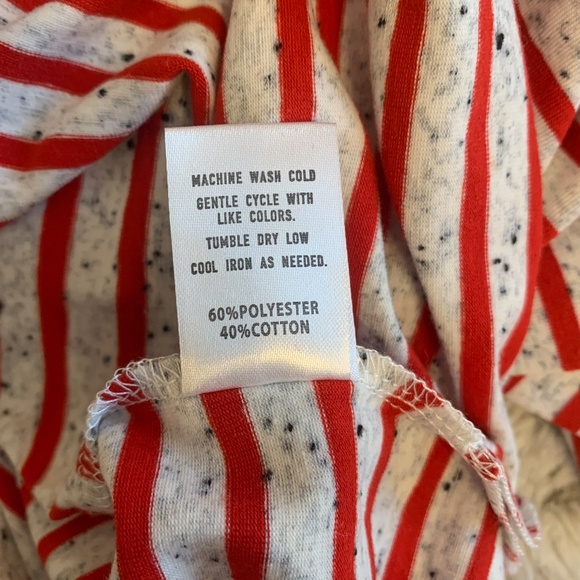 MACHINE WASH COLD
GENTLE CYCLE WITH
LIKE COLORS.
TUMBLE DRY LOW
COOL IRON AS NEEDED.
60%POLYESTER
40%COTTON